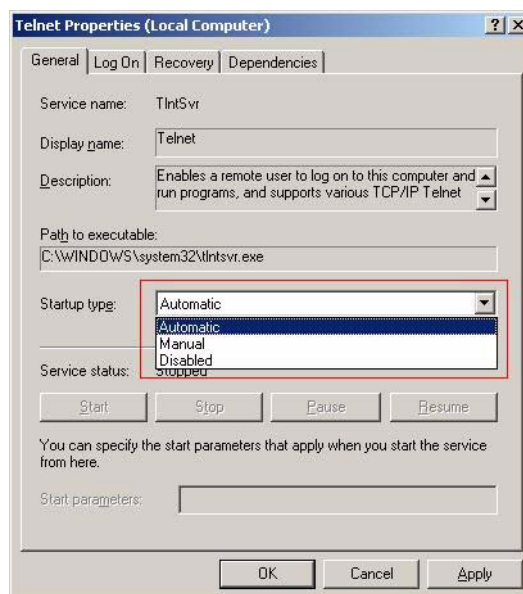 Telnet Properties (Local Computer)
General Log On Recovery Dependencies
Service name: TlntSvr
Display name: Telnet
Description: Enables a remote user to log on to this computer and
run programs, and supports various TCP/IP Telnet
Path to executable:
C:\WINDOWS\system32\tlntsvr.exe
Startup type: Automatic
Automatic
Manual
Disabled
Service status: Stopped
Start Stop Pause Resume
You can specify the start parameters that apply when you start the service
from here.
Start parameters:
OK Cancel Apply